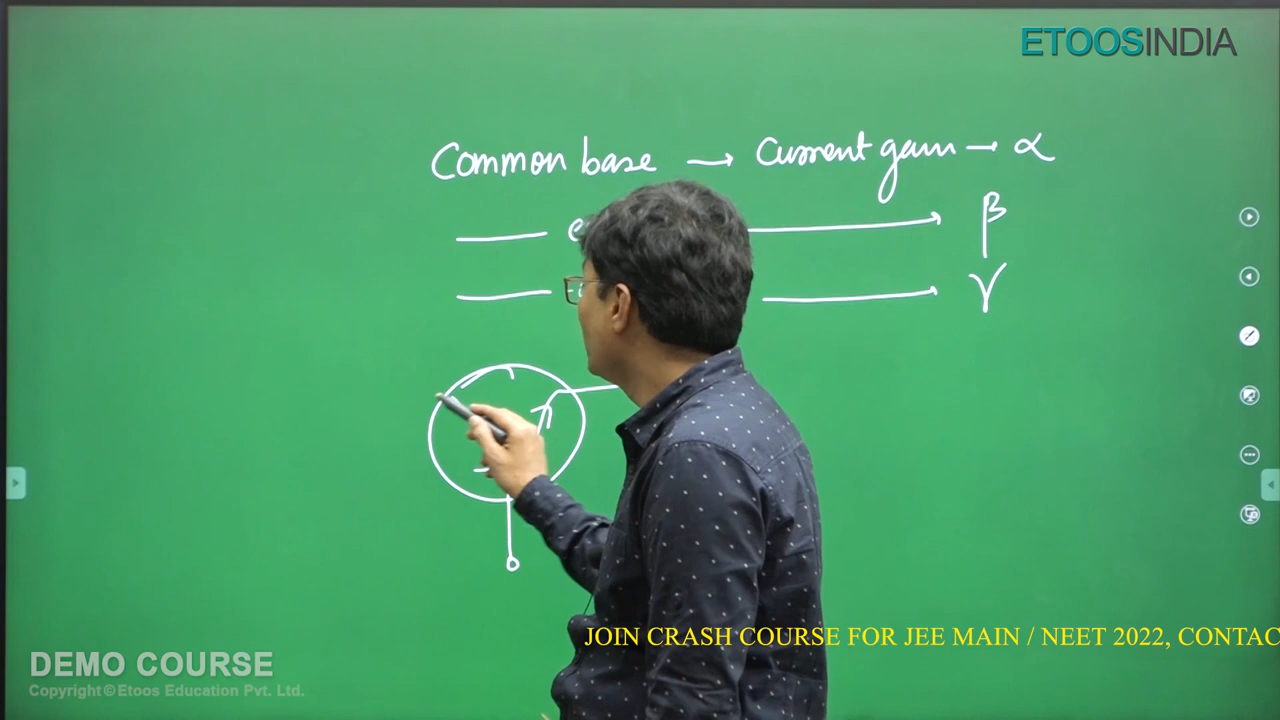 ETOOSINDIA
Common base → Current gain → α
β
γ
JOIN CRASH COURSE FOR JEE MAIN / NEET 2022, CONTAC
DEMO COURSE
Copyright © Etoos Education Pvt. Ltd.